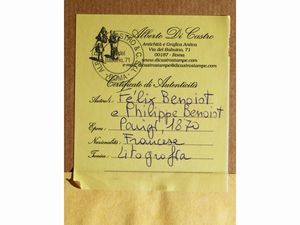 Alberto Di Castro
Antichità e Grafica Antica
Via del Babuino, 71
00187 - Roma
www.dicastrostampe.com
e-mail: dicastrostampe@dicastrostampe.com
Certificato di Autenticità
Autore: Félix Benoist
e Philippe Benoist
Epoca Parigi, 1870
Nazionalità Francese
Tecnica Litografia